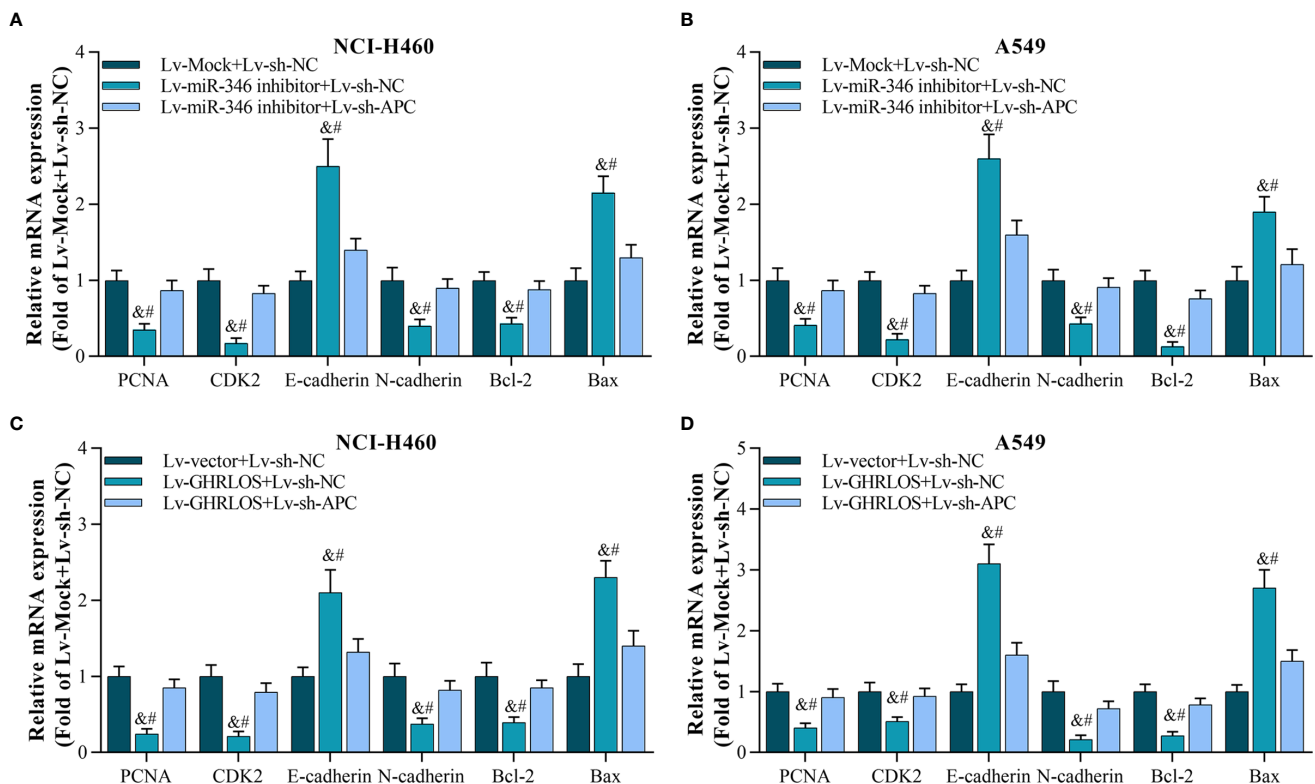 A
NCI-H460
Relative mRNA expression
(Fold of Lv-Mock+Lv-sh-NC)
4
3
2
1
0
Lv-Mock+Lv-sh-NC
Lv-miR-346 inhibitor+Lv-sh-NC
Lv-miR-346 inhibitor+Lv-sh-APC
&#
&#
&#
&#
&#
&#
PCNA CDK2 E-cadherin N-cadherin Bcl-2 Bax
B
A549
Relative mRNA expression
(Fold of Lv-Mock+Lv-sh-NC)
4
3
2
1
0
Lv-Mock+Lv-sh-NC
Lv-miR-346 inhibitor+Lv-sh-NC
Lv-miR-346 inhibitor+Lv-sh-APC
&#
&#
&#
&#
&#
&#
PCNA CDK2 E-cadherin N-cadherin Bcl-2 Bax
C
NCI-H460
Relative mRNA expression
(Fold of Lv-Mock+Lv-sh-NC)
4
3
2
1
0
Lv-vector+Lv-sh-NC
Lv-GHRLOS+Lv-sh-NC
Lv-GHRLOS+Lv-sh-APC
&#
&#
&#
&#
&#
&#
PCNA CDK2 E-cadherin N-cadherin Bcl-2 Bax
D
A549
Relative mRNA expression
(Fold of Lv-Mock+Lv-sh-NC)
5
4
3
2
1
0
Lv-vector+Lv-sh-NC
Lv-GHRLOS+Lv-sh-NC
Lv-GHRLOS+Lv-sh-APC
&#
&#
&#
&#
&#
&#
PCNA CDK2 E-cadherin N-cadherin Bcl-2 Bax